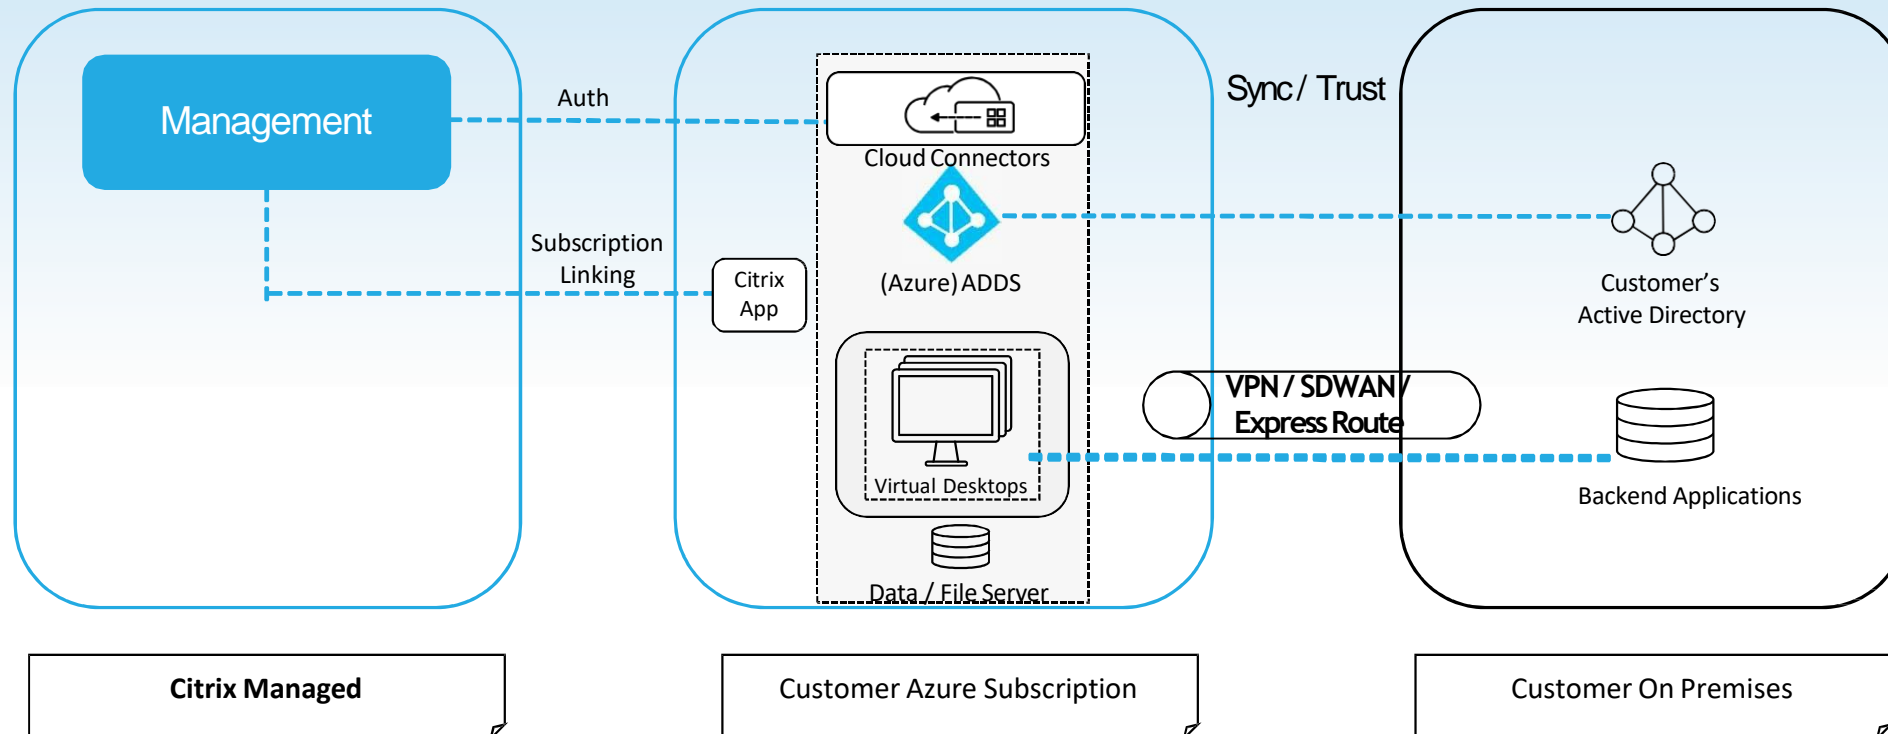 Management
Auth
Subscription
Linking
Citrix
App
Cloud Connectors
(Azure) ADDS
Virtual Desktops
Data / File Server
Sync / Trust
VPN / SDWAN /
Express Route
Customer's
Active Directory
Backend Applications
Citrix Managed
Customer Azure Subscription
Customer On Premises